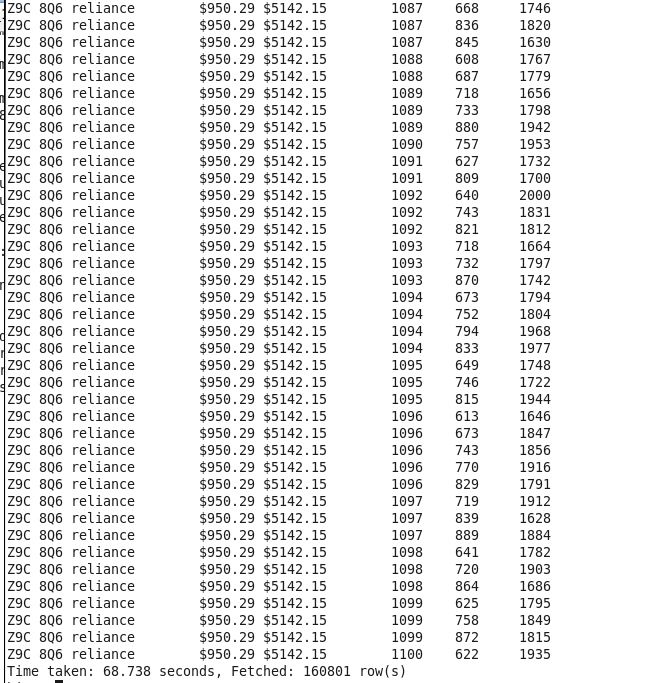 Z9C 8Q6 reliance $950.29 $5142.15 1087 668 1746
Z9C 8Q6 reliance $950.29 $5142.15 1087 836 1820
Z9C 8Q6 reliance $950.29 $5142.15 1087 845 1630
Z9C 8Q6 reliance $950.29 $5142.15 1088 608 1767
Z9C 8Q6 reliance $950.29 $5142.15 1088 687 1779
Z9C 8Q6 reliance $950.29 $5142.15 1089 718 1656
Z9C 8Q6 reliance $950.29 $5142.15 1089 733 1798
Z9C 8Q6 reliance $950.29 $5142.15 1089 880 1942
Z9C 8Q6 reliance $950.29 $5142.15 1090 757 1953
Z9C 8Q6 reliance $950.29 $5142.15 1091 627 1732
Z9C 8Q6 reliance $950.29 $5142.15 1091 809 1700
Z9C 8Q6 reliance $950.29 $5142.15 1092 640 2000
Z9C 8Q6 reliance $950.29 $5142.15 1092 743 1831
Z9C 8Q6 reliance $950.29 $5142.15 1092 821 1812
Z9C 8Q6 reliance $950.29 $5142.15 1093 718 1664
Z9C 8Q6 reliance $950.29 $5142.15 1093 732 1797
Z9C 8Q6 reliance $950.29 $5142.15 1093 870 1742
Z9C 8Q6 reliance $950.29 $5142.15 1094 673 1794
Z9C 8Q6 reliance $950.29 $5142.15 1094 752 1804
Z9C 8Q6 reliance $950.29 $5142.15 1094 794 1968
Z9C 8Q6 reliance $950.29 $5142.15 1094 833 1977
Z9C 8Q6 reliance $950.29 $5142.15 1095 649 1748
Z9C 8Q6 reliance $950.29 $5142.15 1095 746 1722
Z9C 8Q6 reliance $950.29 $5142.15 1095 815 1944
Z9C 8Q6 reliance $950.29 $5142.15 1096 613 1646
Z9C 8Q6 reliance $950.29 $5142.15 1096 673 1847
Z9C 8Q6 reliance $950.29 $5142.15 1096 743 1856
Z9C 8Q6 reliance $950.29 $5142.15 1096 770 1916
Z9C 8Q6 reliance $950.29 $5142.15 1096 829 1791
Z9C 8Q6 reliance $950.29 $5142.15 1097 719 1912
Z9C 8Q6 reliance $950.29 $5142.15 1097 839 1628
Z9C 8Q6 reliance $950.29 $5142.15 1097 889 1884
Z9C 8Q6 reliance $950.29 $5142.15 1098 641 1782
Z9C 8Q6 reliance $950.29 $5142.15 1098 720 1903
Z9C 8Q6 reliance $950.29 $5142.15 1098 864 1686
Z9C 8Q6 reliance $950.29 $5142.15 1099 625 1795
Z9C 8Q6 reliance $950.29 $5142.15 1099 758 1849
Z9C 8Q6 reliance $950.29 $5142.15 1099 872 1815
Z9C 8Q6 reliance $950.29 $5142.15 1100 622 1935
Time taken: 68.738 seconds, Fetched: 160801 row(s)